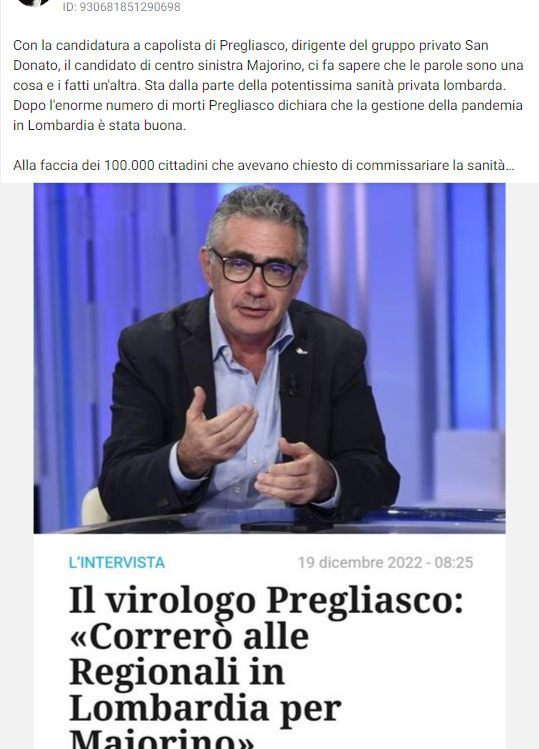 ID: 930681851290698
Con la candidatura a capolista di Pregliasco, dirigente del gruppo privato San
Donato, il candidato di centro sinistra Majorino, ci fa sapere che le parole sono una
cosa e i fatti un'altra. Sta dalla parte della potentissima sanità privata lombarda.
Dopo l'enorme numero di morti Pregliasco dichiara che la gestione della pandemia
in Lombardia è stata buona.
Alla faccia dei 100.000 cittadini che avevano chiesto di commissariare la sanità...
L'INTERVISTA
19 dicembre 2022 - 08:25
Il virologo Pregliasco:
«Correrò alle
Regionali in
Lombardia per
Majorino»